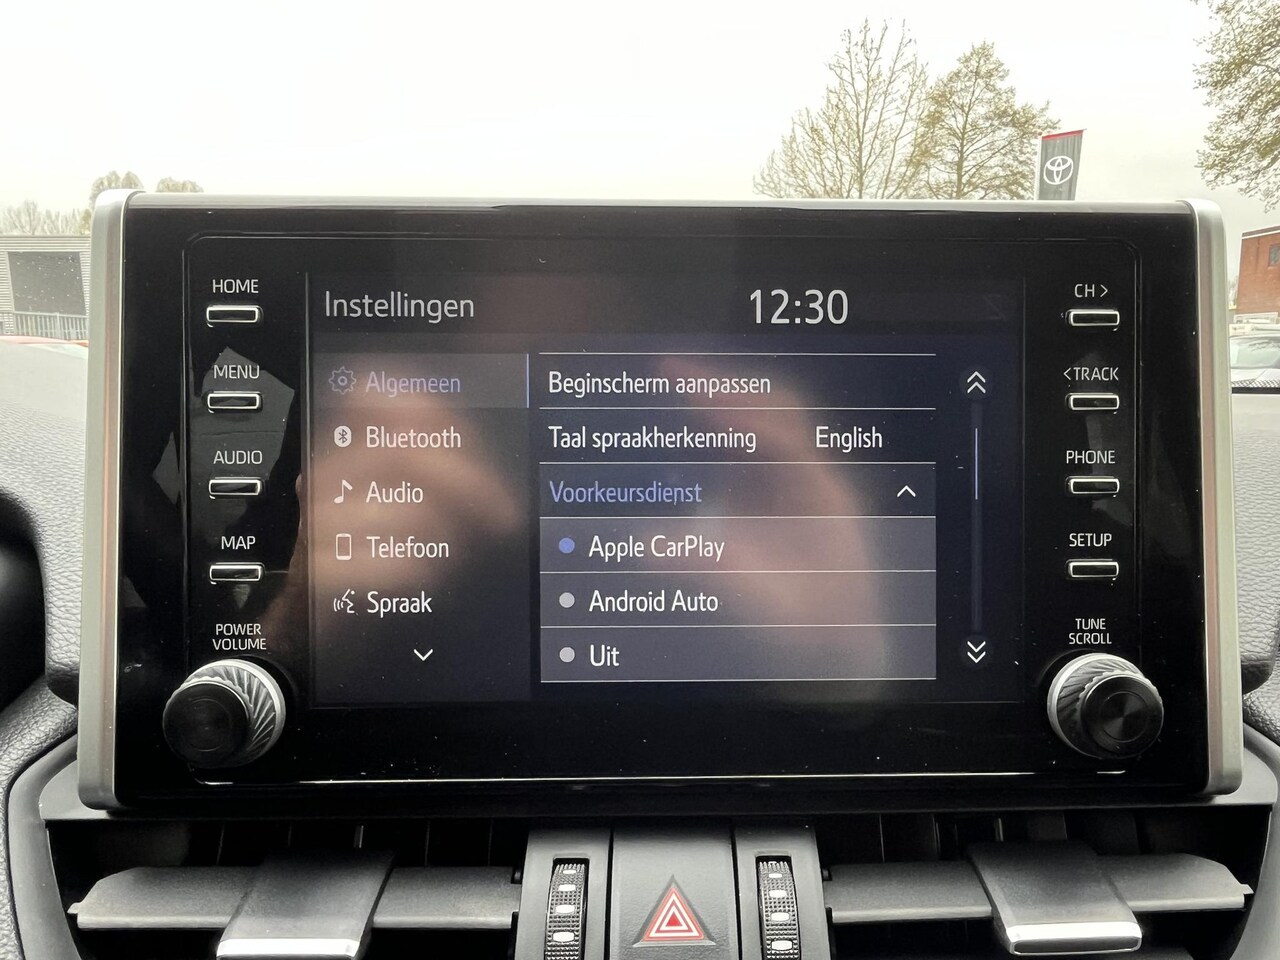 HOME
MENU
AUDIO
MAP
POWER
VOLUME
Instellingen
12:30
Algemeen
Bluetooth
Audio
Telefoon
Spraak
Beginscherm aanpassen
Taal spraakherkenning English
Voorkeursdienst
Apple CarPlay
Android Auto
Uit
CH >
<TRACK
PHONE
SETUP
TUNE
SCROLL